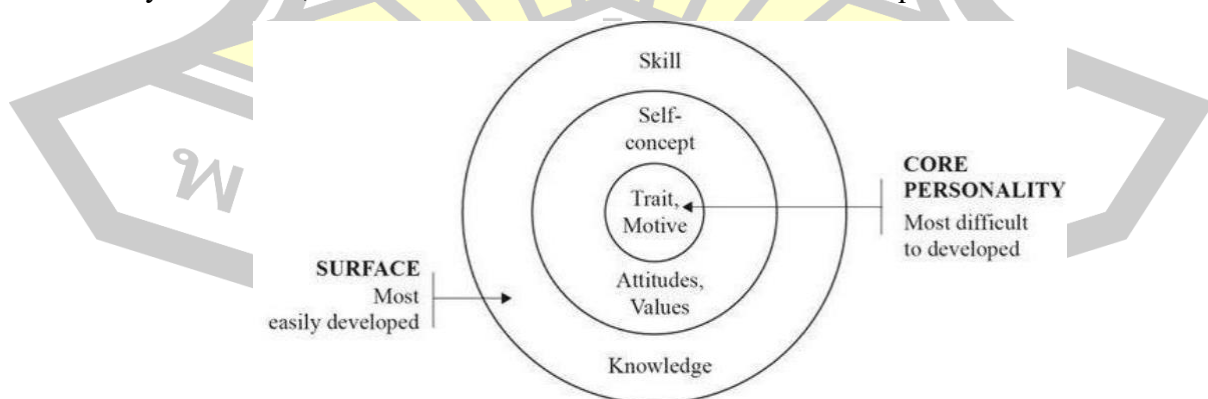 Skill
Self-
concept
Trait,
Motive
Attitudes,
Values
Knowledge
CORE
PERSONALITY
Most difficult
to developed
SURFACE
Most
easily developed